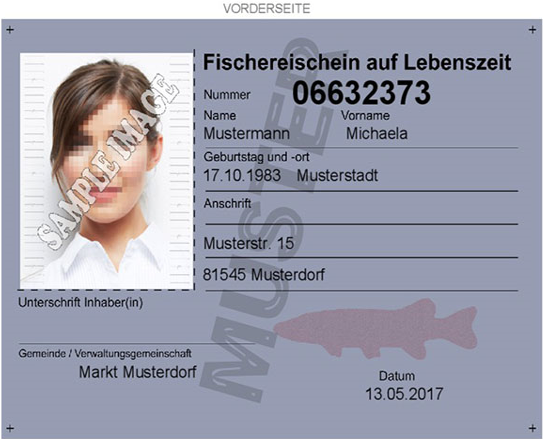 VORDERSEITE
Fischereischein auf Lebenszeit
Nummer 06632373
Name Vorname
Mustermann Michaela
Geburtstag und -ort
17.10.1983 Musterstadt
Anschrift
Musterstr. 15
81545 Musterdorf
SAMPLE IMAGE
MUSTER
Unterschrift Inhaber(in)
Gemeinde / Verwaltungsgemeinschaft
Markt Musterdorf
Datum
13.05.2017